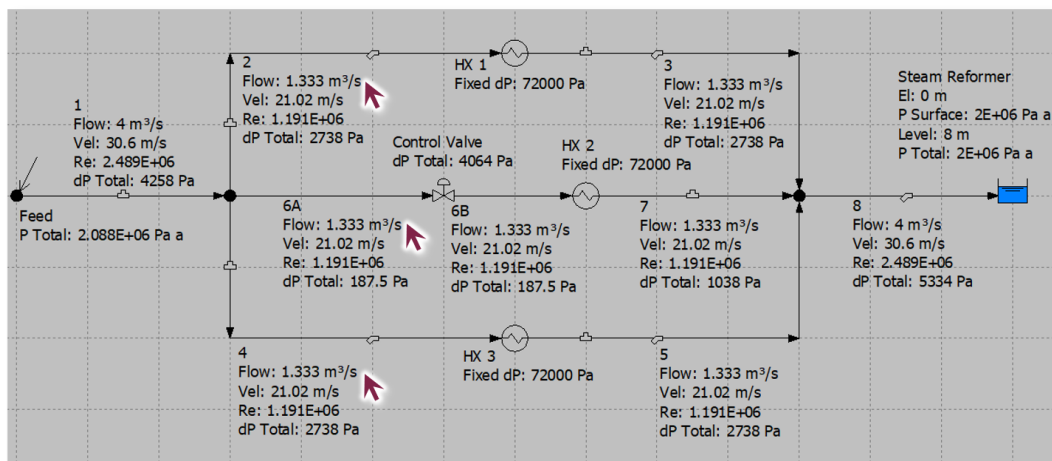 1
Flow: 4 m³/s
Vel: 30.6 m/s
Re: 2.489E+06
dP Total: 4258 Pa
Feed
P Total: 2.088E+06 Pa a
2
Flow: 1.333 m³/s
Vel: 21.02 m/s
Re: 1.191E+06
dP Total: 2738 Pa
HX 1
Fixed dP: 72000 Pa
3
Flow: 1.333 m³/s
Vel: 21.02 m/s
Re: 1.191E+06
dP Total: 2738 Pa
Control Valve
dP Total: 4064 Pa
HX 2
Fixed dP: 72000 Pa
6A
Flow: 1.333 m³/s
Vel: 21.02 m/s
Re: 1.191E+06
dP Total: 187.5 Pa
6B
Flow: 1.333 m³/s
Vel: 21.02 m/s
Re: 1.191E+06
dP Total: 187.5 Pa
7
Flow: 1.333 m³/s
Vel: 21.02 m/s
Re: 1.191E+06
dP Total: 1038 Pa
4
Flow: 1.333 m³/s
Vel: 21.02 m/s
Re: 1.191E+06
dP Total: 2738 Pa
HX 3
Fixed dP: 72000 Pa
5
Flow: 1.333 m³/s
Vel: 21.02 m/s
Re: 1.191E+06
dP Total: 2738 Pa
8
Flow: 4 m³/s
Vel: 30.6 m/s
Re: 2.489E+06
dP Total: 5334 Pa
Steam Reformer
El: 0 m
P Surface: 2E+06 Pa a
Level: 8 m
P Total: 2E+06 Pa a